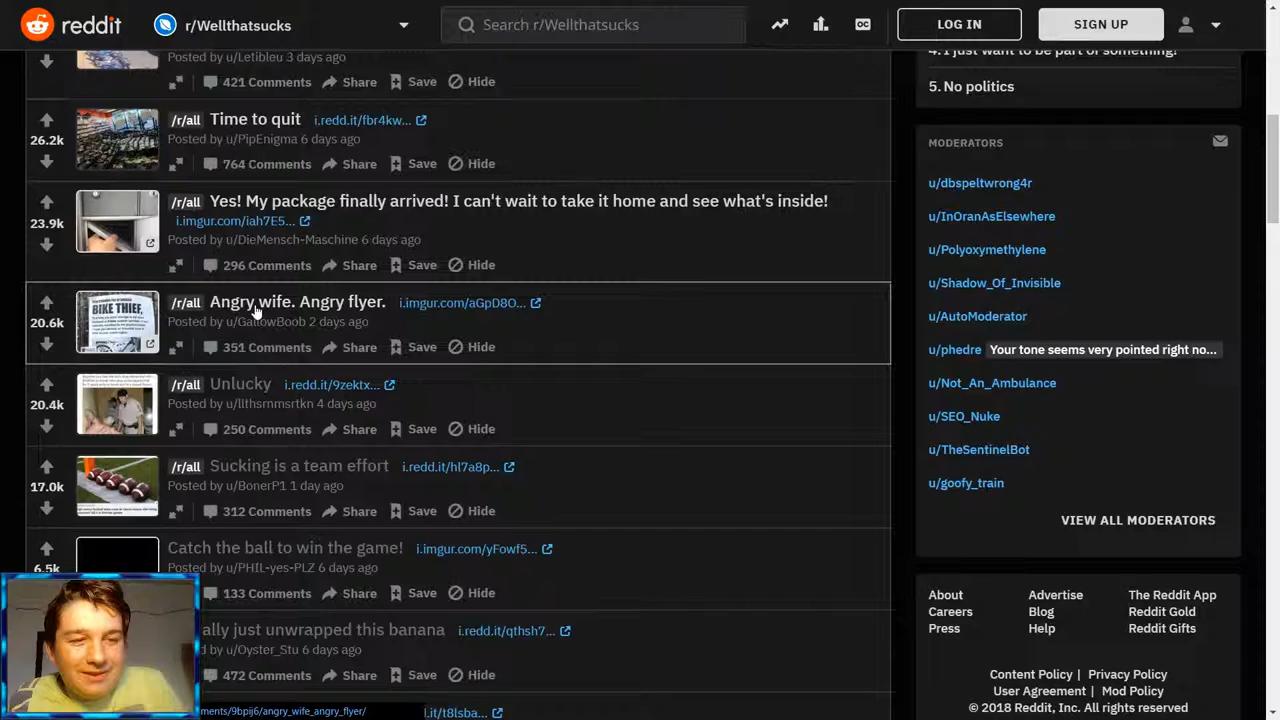 reddit r/Wellthatsucks Search r/Wellthatsucks LOG IN SIGN UP
Posted by u/Letibleu 3 days ago
421 Comments Share Save Hide
26.2k
/r/all Time to quit i.redd.it/fbr4kw...
Posted by u/PipEnigma 6 days ago
764 Comments Share Save Hide
23.9k
/r/all Yes! My package finally arrived! I can't wait to take it home and see what's inside!
i.imgur.com/iah7E5...
Posted by u/DieMensch-Maschine 6 days ago
296 Comments Share Save Hide
20.6k
BIKE THIEF,
/r/all Angry wife. Angry flyer. i.imgur.com/aGpD8O...
2 days ago
351 Comments Share Save Hide
20.4k
/r/all Unlucky i.redd.it/9zektx...
Posted by u/lithsrnmsrtkn 4 days ago
250 Comments Share Save Hide
17.0k
/r/all Sucking is a team effort i.redd.it/hl7a8p...
Posted by u/BonerP1 1 day ago
312 Comments Share Save Hide
6.5k
Catch the ball to win the game! i.imgur.com/yFowf5...
Posted by u/PHIL-yes-PLZ 6 days ago
133 Comments Share Save Hide
ally just unwrapped this banana i.redd.it/qthsh7...
by u/Oyster_Stu 6 days ago
472 Comments Share Save Hide
ments/9bpij6/angry_wife_angry_flyer/ i.it/t8lsba...
4. I just want to be part of something!
5. No politics
MODERATORS
u/dbspeltwrong4r
u/InOranAsElsewhere
u/Polyoxymethylene
u/Shadow_Of_Invisible
u/AutoModerator
u/phedre Your tone seems very pointed right no...
u/Not_An_Ambulance
u/SEO_Nuke
u/TheSentinelBot
u/goofy_train
VIEW ALL MODERATORS
About Advertise The Reddit App
Careers Blog Reddit Gold
Press Help Reddit Gifts
Content Policy | Privacy Policy
User Agreement | Mod Policy
© 2018 Reddit, Inc. All rights reserved